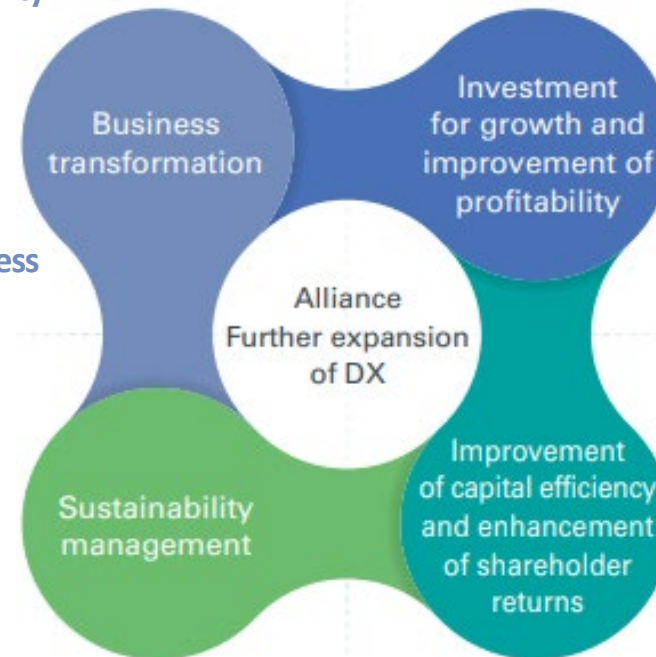 Business
transformation
Investment
for growth and
improvement of
profitability
ess
Alliance
Further expansion
of DX
Sustainability
management
Improvement
of capital efficiency
and enhancement
of shareholder
returns